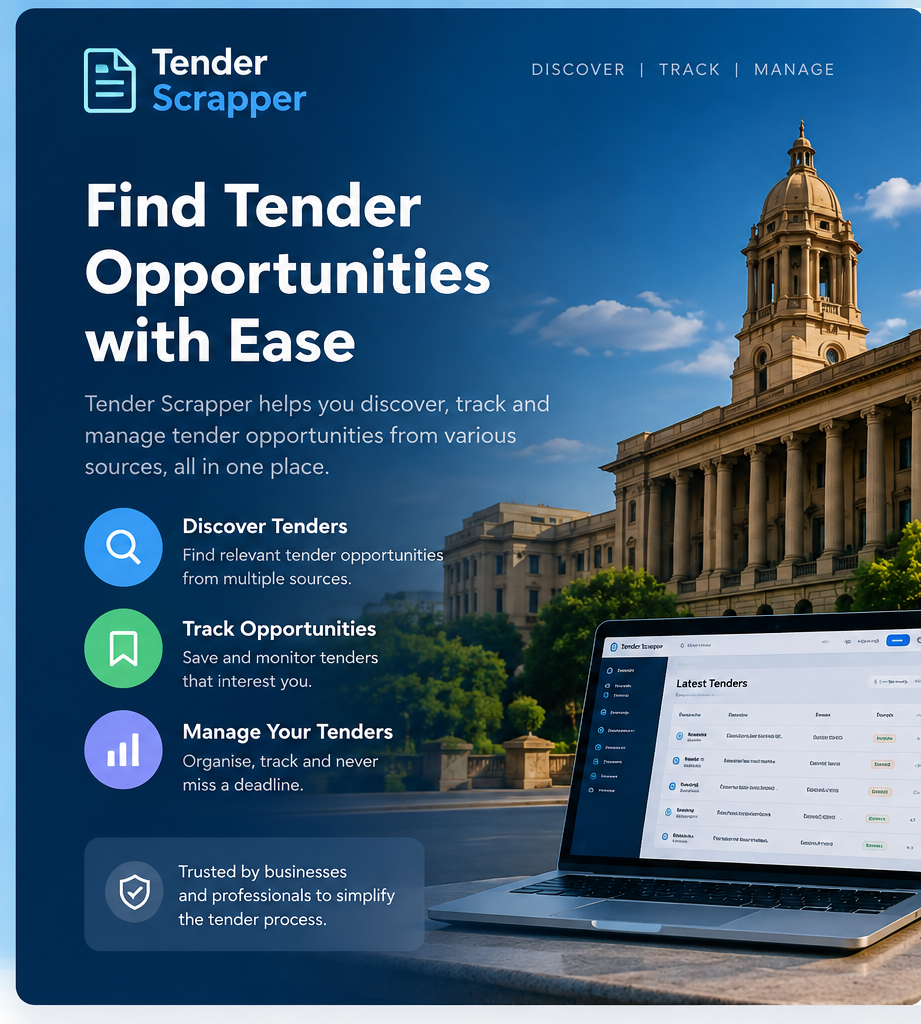 Tender
Scrapper
DISCOVER | TRACK | MANAGE
Find Tender
Opportunities
with Ease
Tender Scrapper helps you discover, track and
manage tender opportunities from various
sources, all in one place.
Discover Tenders
Find relevant tender opportunities
from multiple sources.
Track Opportunities
Save and monitor tenders
that interest you.
Manage Your Tenders
Organise, track and never
miss a deadline.
Trusted by businesses
and professionals to simplify
the tender process.
Tender Scrapper
Latest Tenders